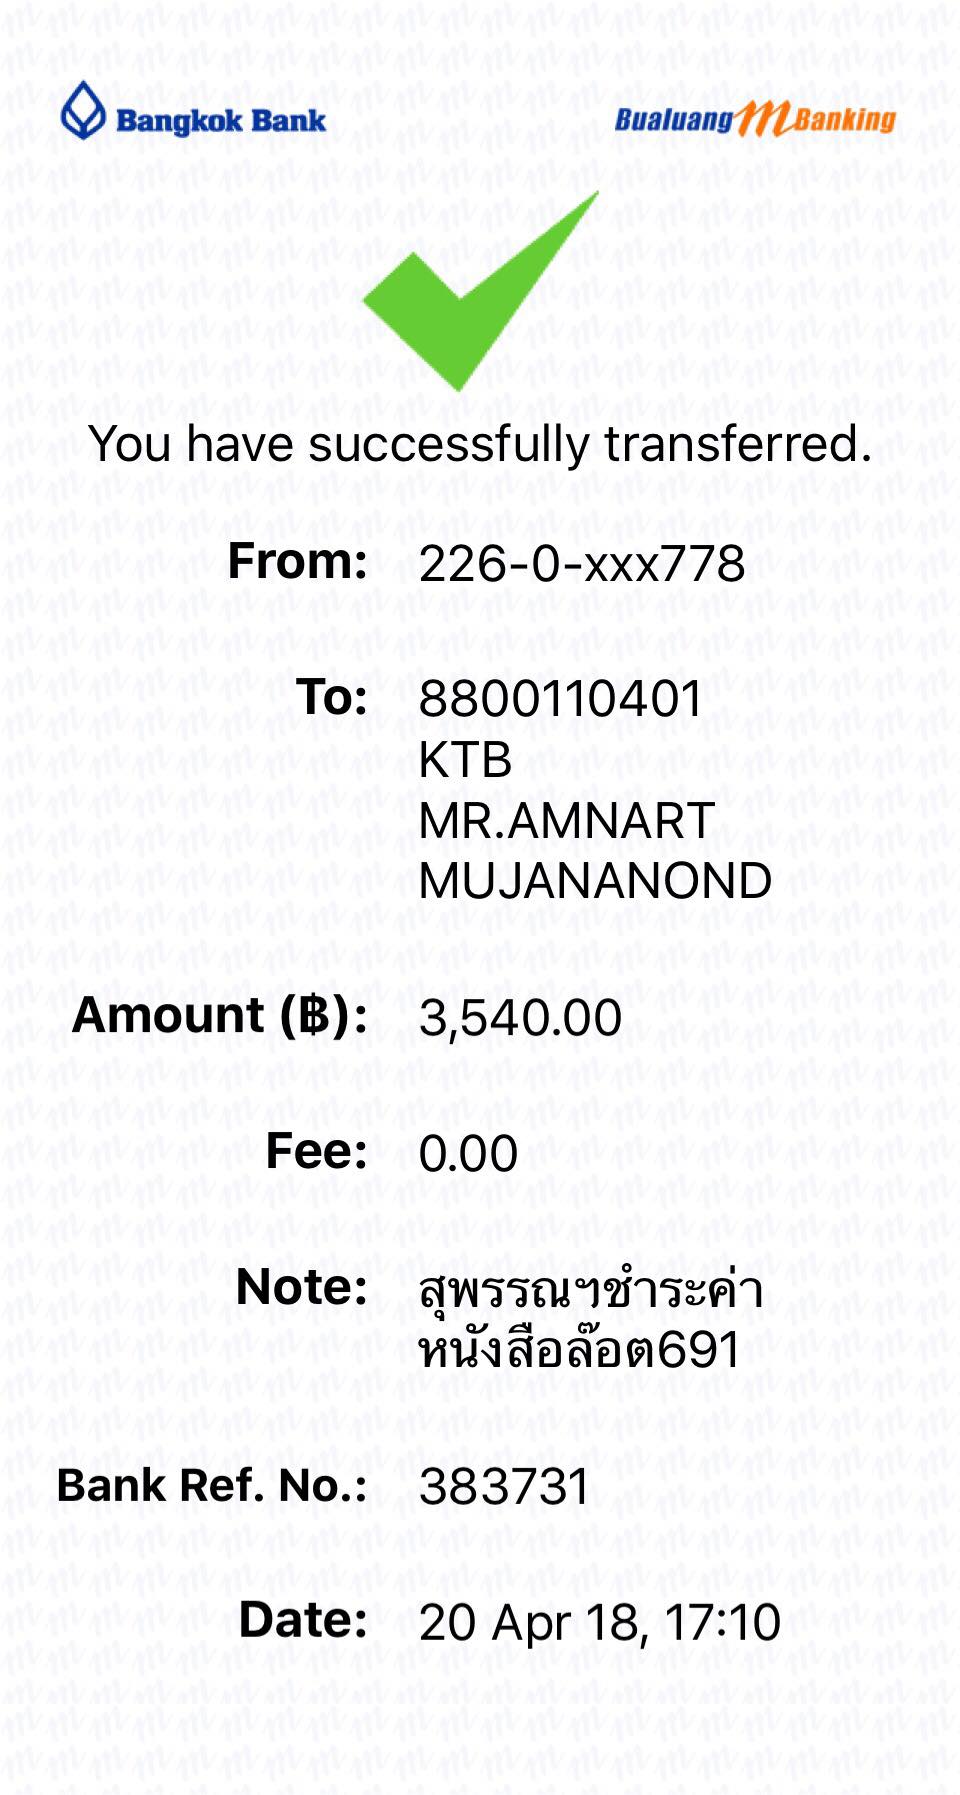 Bangkok Bank
Bualuang mBanking
You have successfully transferred.
From: 226-0-xxx778
To: 8800110401
KTB
MR.AMNART
MUJANANOND
Amount (฿): 3,540.00
Fee: 0.00
Note: สุพรรณฯชำระค่า
หนังสือล๊อต691
Bank Ref. No.: 383731
Date: 20 Apr 18, 17:10